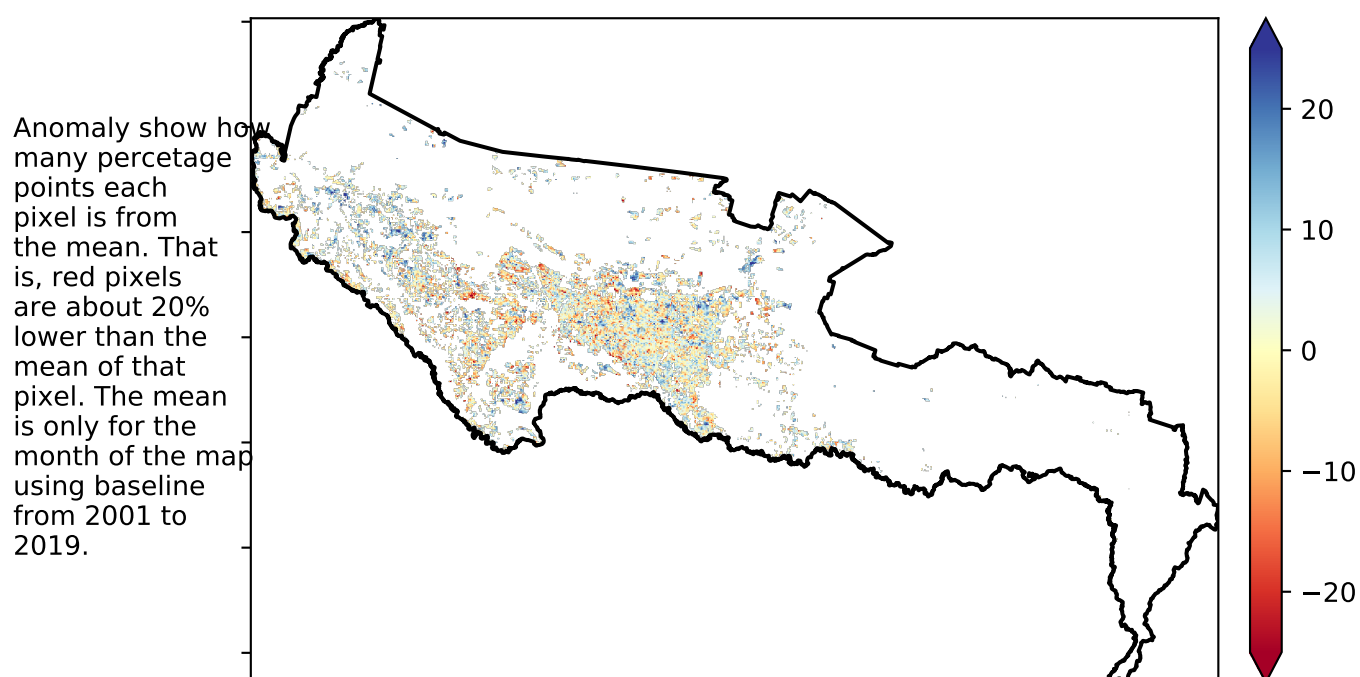 Anomaly show how
many percetage
points each
pixel is from
the mean. That
is, red pixels
are about 20%
lower than the
mean of that
pixel. The mean
is only for the
month of the map
using baseline
from 2001 to
2019.
20
10
0
−10
−20